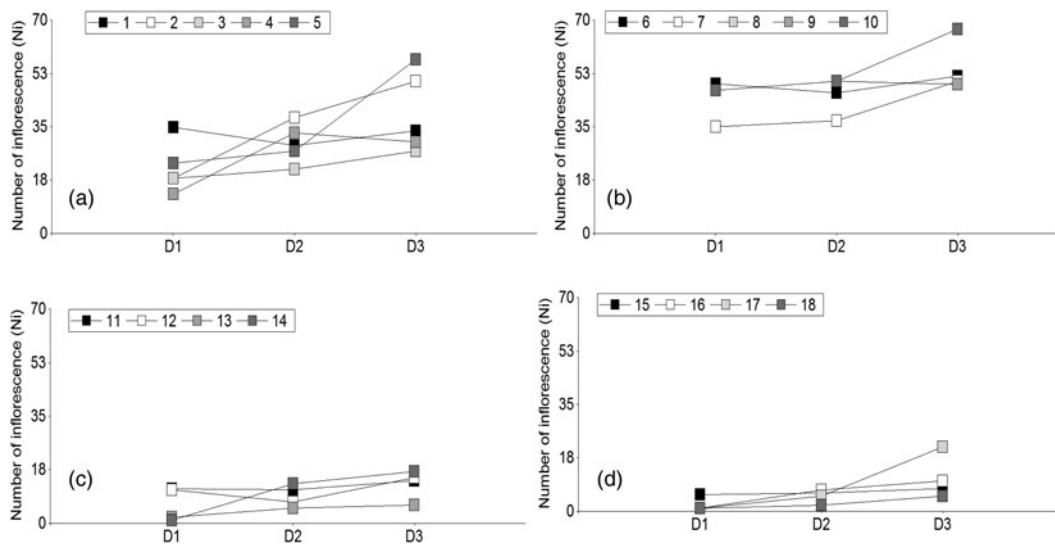 Number of inflorescence (Ni)
70
53
35
18
0
1 2 3 4 5
(a)
D1 D2 D3
Number of inflorescence (Ni)
70
53
35
18
0
6 7 8 9 10
(b)
D1 D2 D3
Number of inflorescence (Ni)
70
53
35
18
0
11 12 13 14
(c)
D1 D2 D3
Number of inflorescence (Ni)
70
53
35
18
0
15 16 17 18
(d)
D1 D2 D3